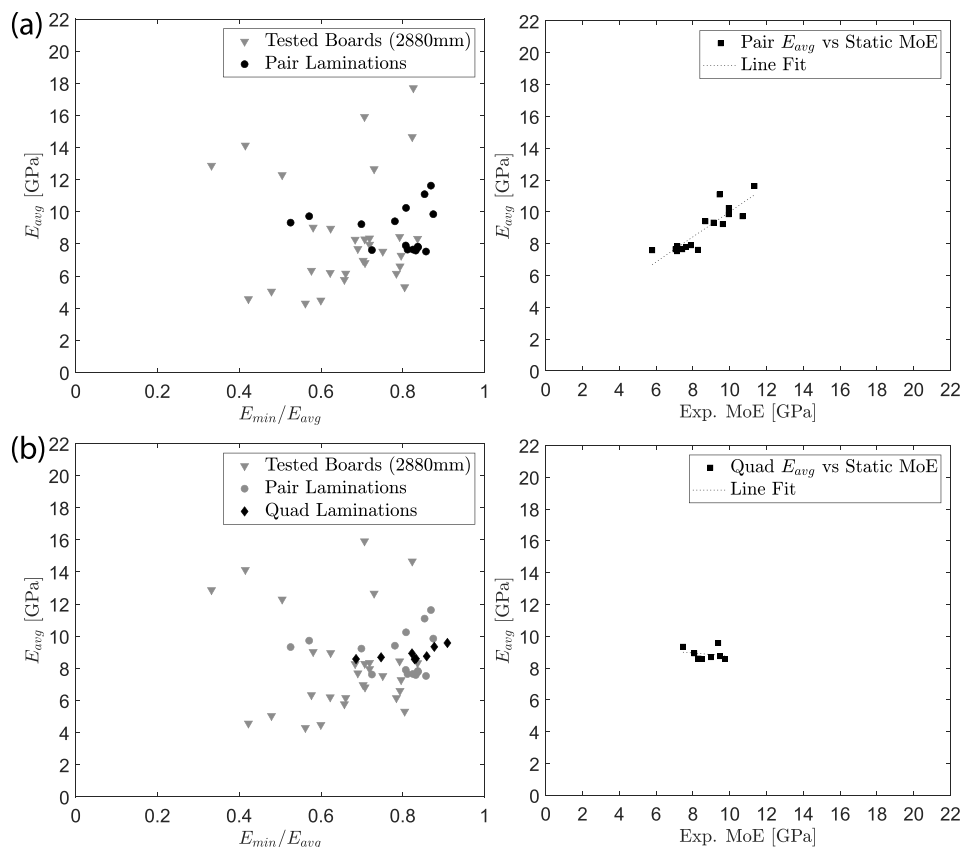 (a)
22
20
18
16
14
12
10
8
6
4
2
0
E_avg [GPa]
Tested Boards (2880mm)
Pair Laminations
0 0.2 0.4 0.6 0.8 1
E_min/E_avg
22
20
18
16
14
12
10
8
6
4
2
0
E_avg [GPa]
Pair E_avg vs Static MoE
Line Fit
0 2 4 6 8 10 12 14 16 18 20 22
Exp. MoE [GPa]
(b)
22
20
18
16
14
12
10
8
6
4
2
0
E_avg [GPa]
Tested Boards (2880mm)
Pair Laminations
Quad Laminations
0 0.2 0.4 0.6 0.8 1
E_min/E_avg
22
20
18
16
14
12
10
8
6
4
2
0
E_avg [GPa]
Quad E_avg vs Static MoE
Line Fit
0 2 4 6 8 10 12 14 16 18 20 22
Exp. MoE [GPa]